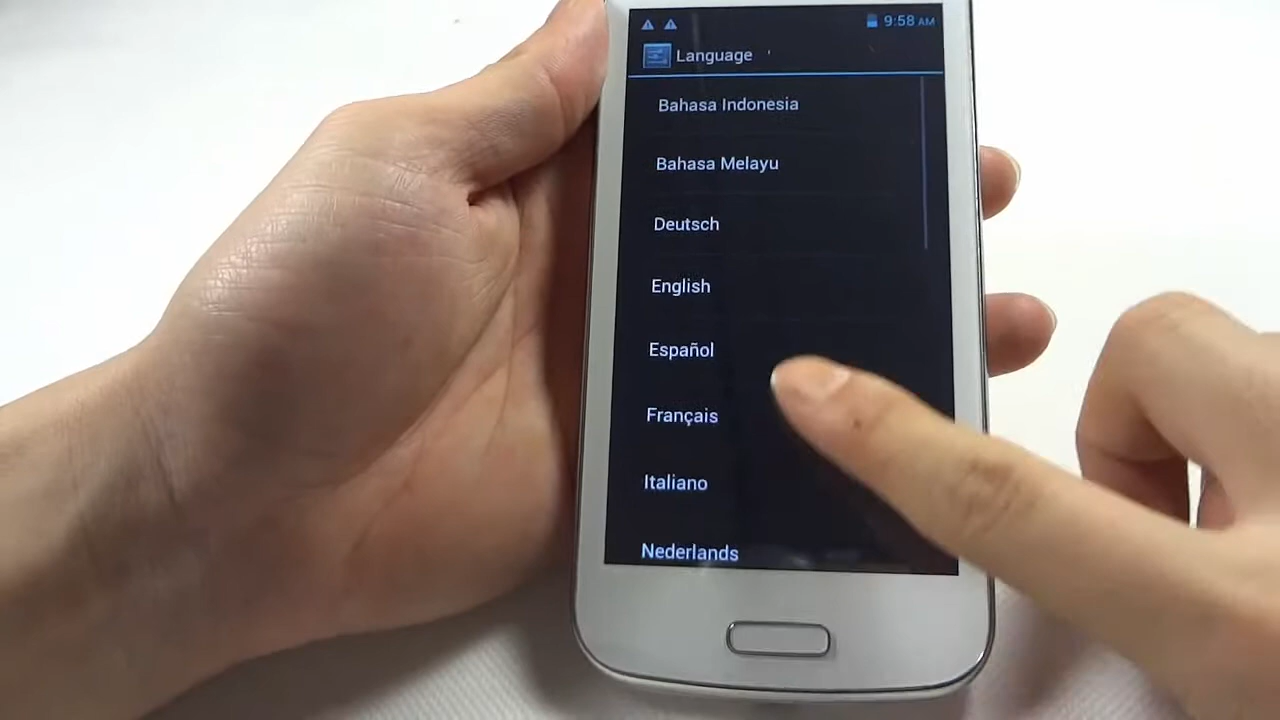 9:58 AM
Language
Bahasa Indonesia
Bahasa Melayu
Deutsch
English
Español
Français
Italiano
Nederlands